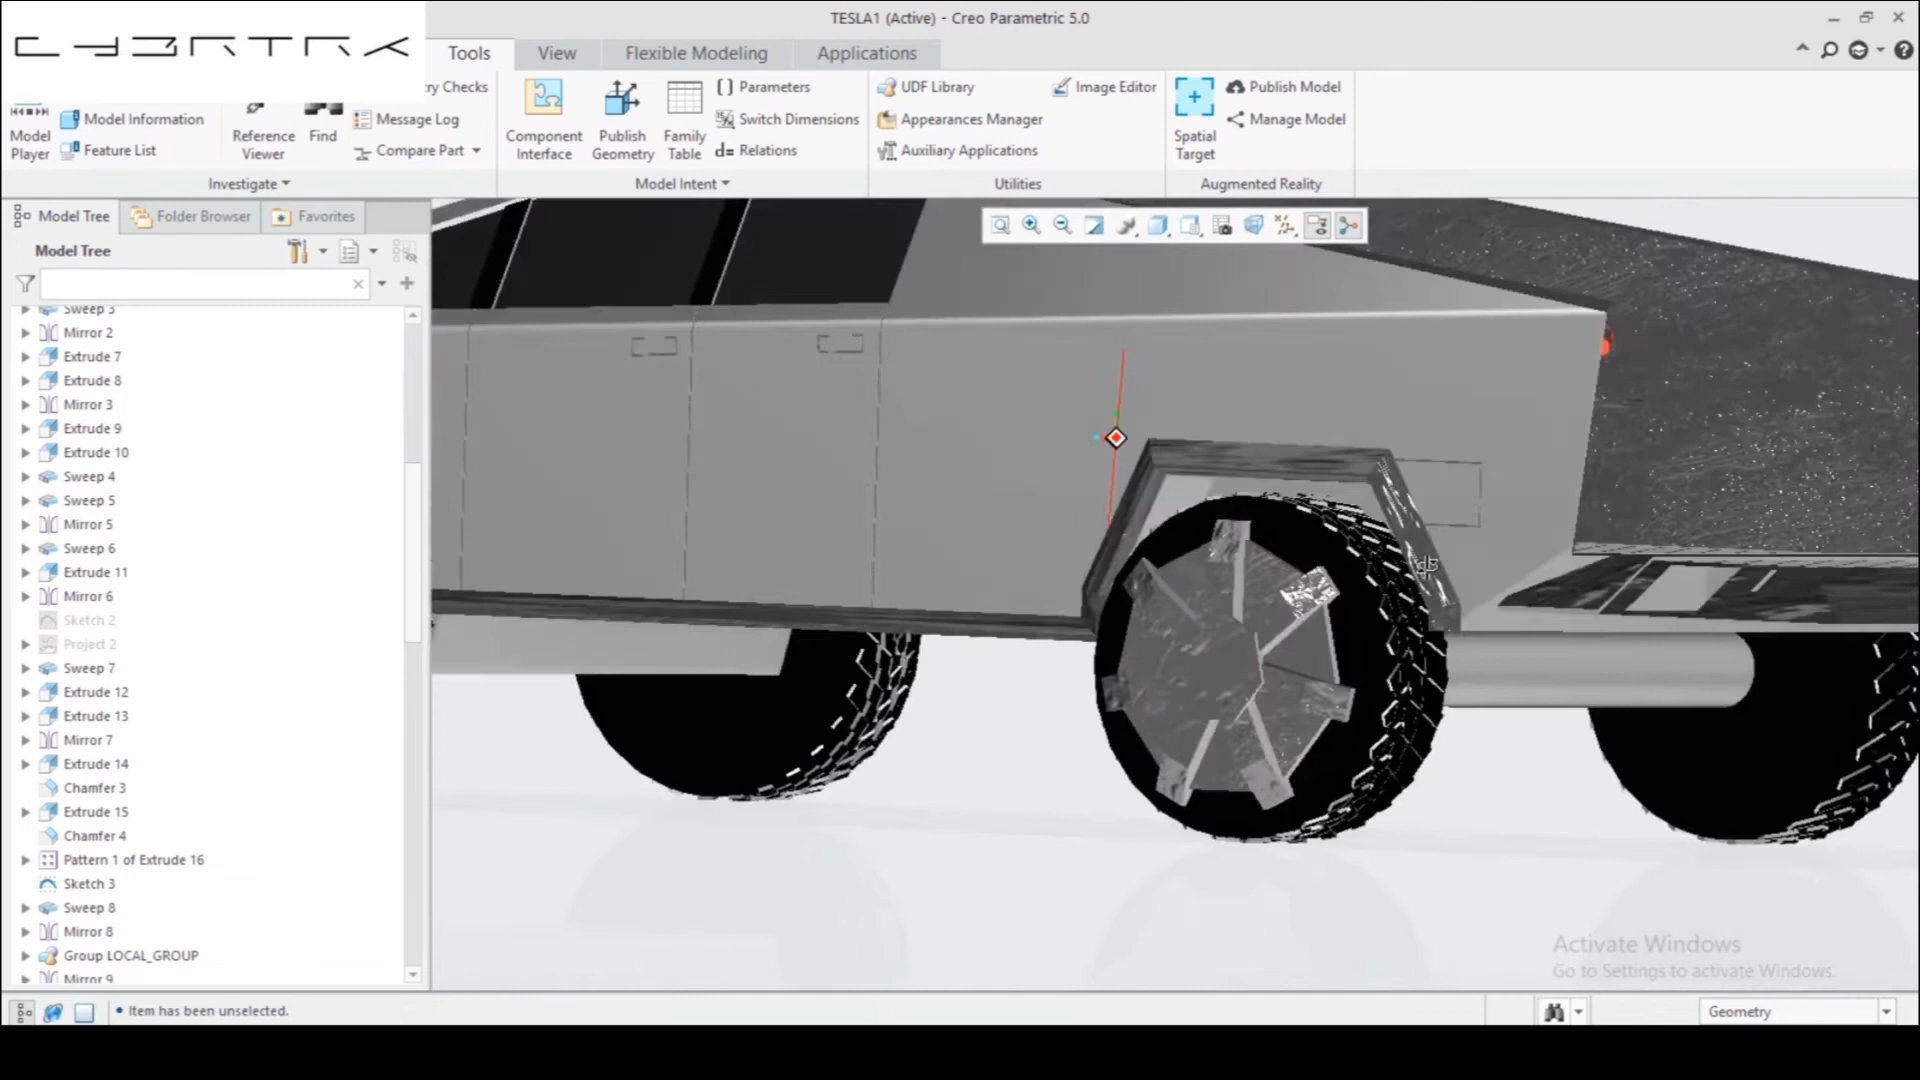 TESLA1 (Active) - Creo Parametric 5.0
CYBRTRK
Tools
View
Flexible Modeling
Applications
ry Checks
Parameters
UDF Library
Image Editor
Publish Model
Model Information
Message Log
Switch Dimensions
Appearances Manager
Manage Model
Model Player
Reference Viewer
Find
Component Interface
Publish Geometry
Family Table
Spatial Target
Feature List
Compare Part
d= Relations
Auxiliary Applications
Investigate
Model Intent
Utilities
Augmented Reality
Model Tree
Folder Browser
Favorites
Model Tree
Sweep 3
Mirror 2
Extrude 7
Extrude 8
Mirror 3
Extrude 9
Extrude 10
Sweep 4
Sweep 5
Mirror 5
Sweep 6
Extrude 11
Mirror 6
Sketch 2
Project 2
Sweep 7
Extrude 12
Extrude 13
Mirror 7
Extrude 14
Chamfer 3
Extrude 15
Chamfer 4
Pattern 1 of Extrude 16
Sketch 3
Sweep 8
Mirror 8
Group LOCAL_GROUP
Mirror 9
Activate Windows
Go to Settings to activate Windows.
• Item has been unselected.
Geometry